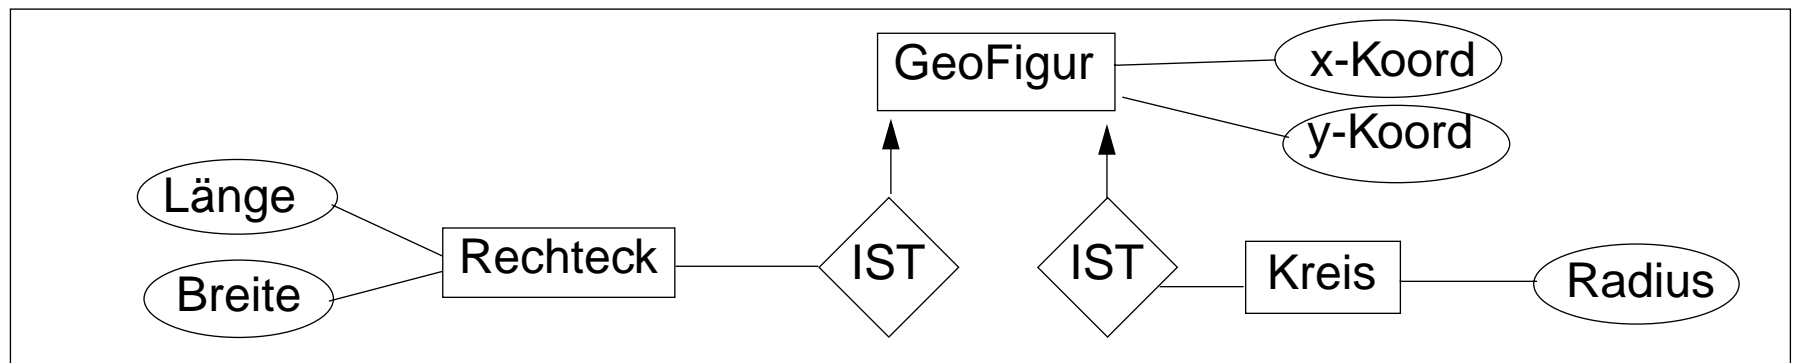 GeoFigur
x-Koord
y-Koord
Länge
Breite
Rechteck
IST
IST
Kreis
Radius